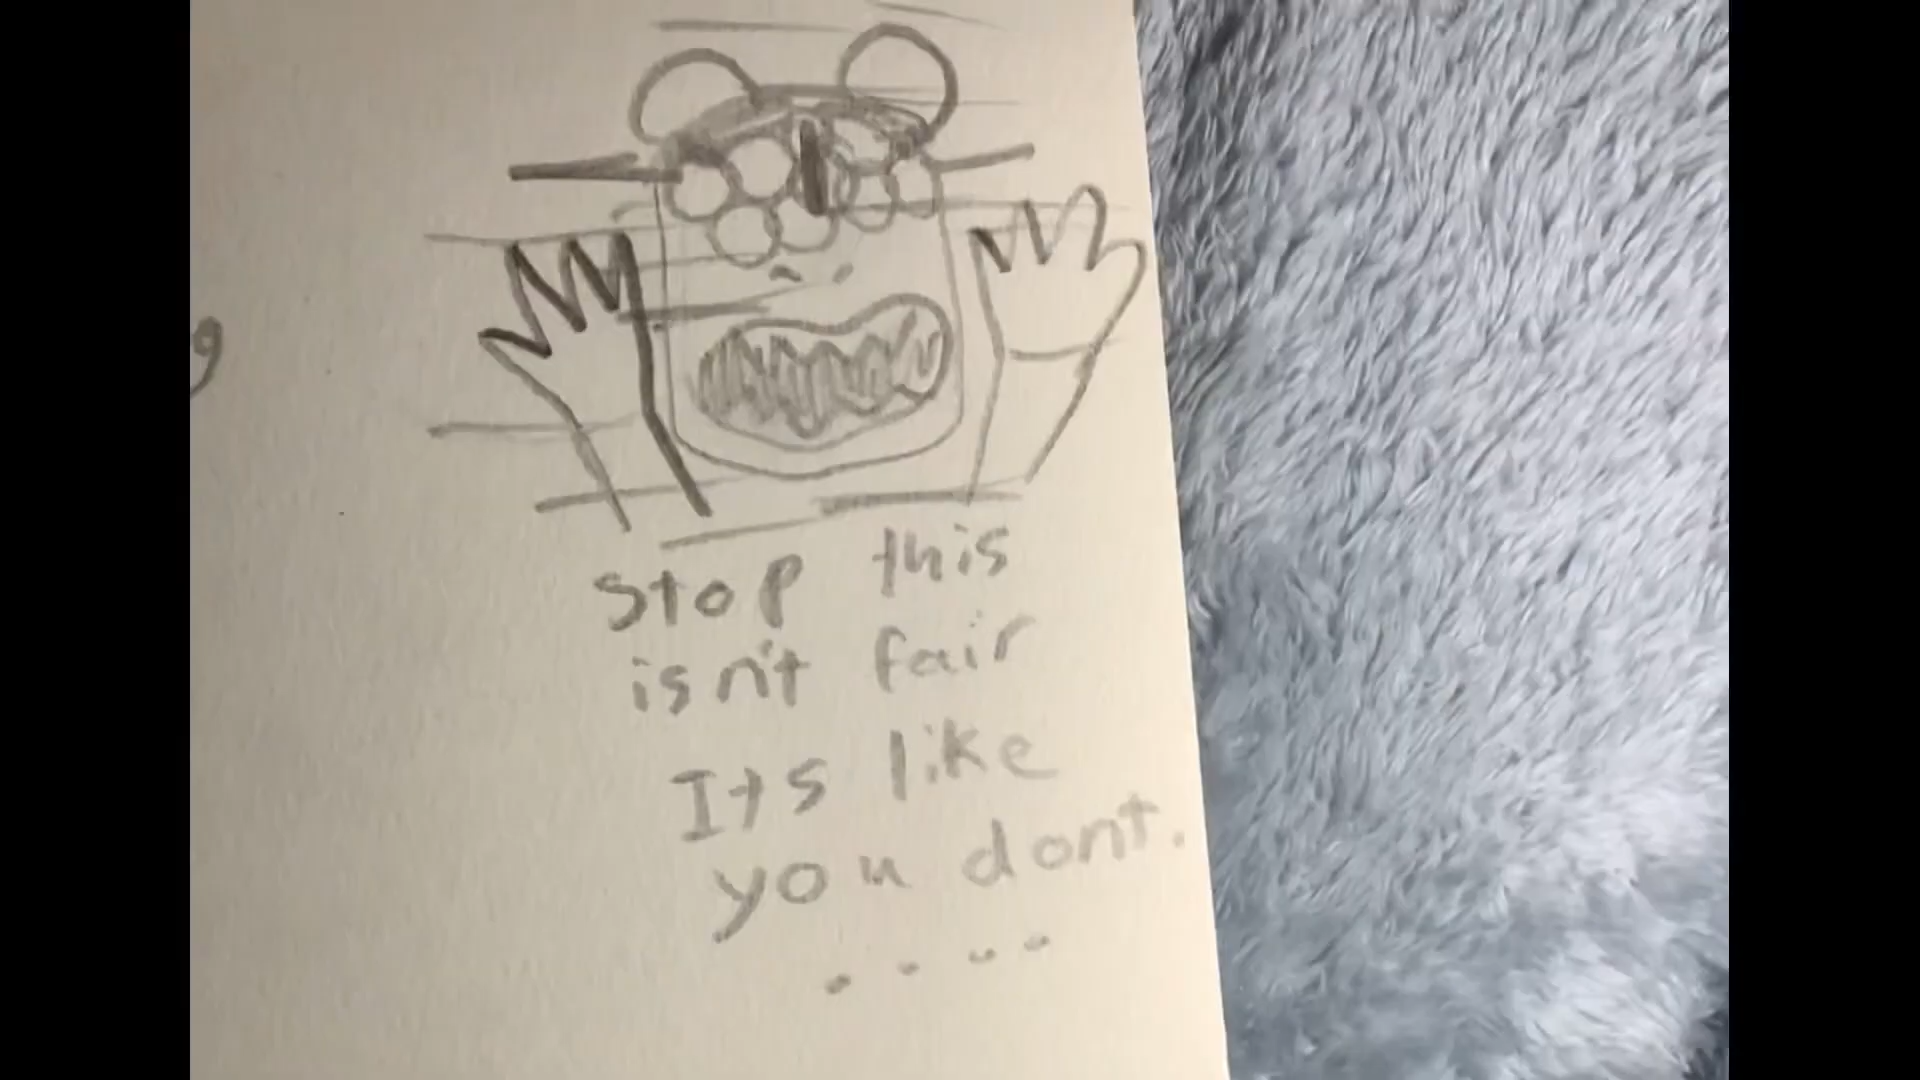 Stop this
isn't fair
Its like
you dont.
....